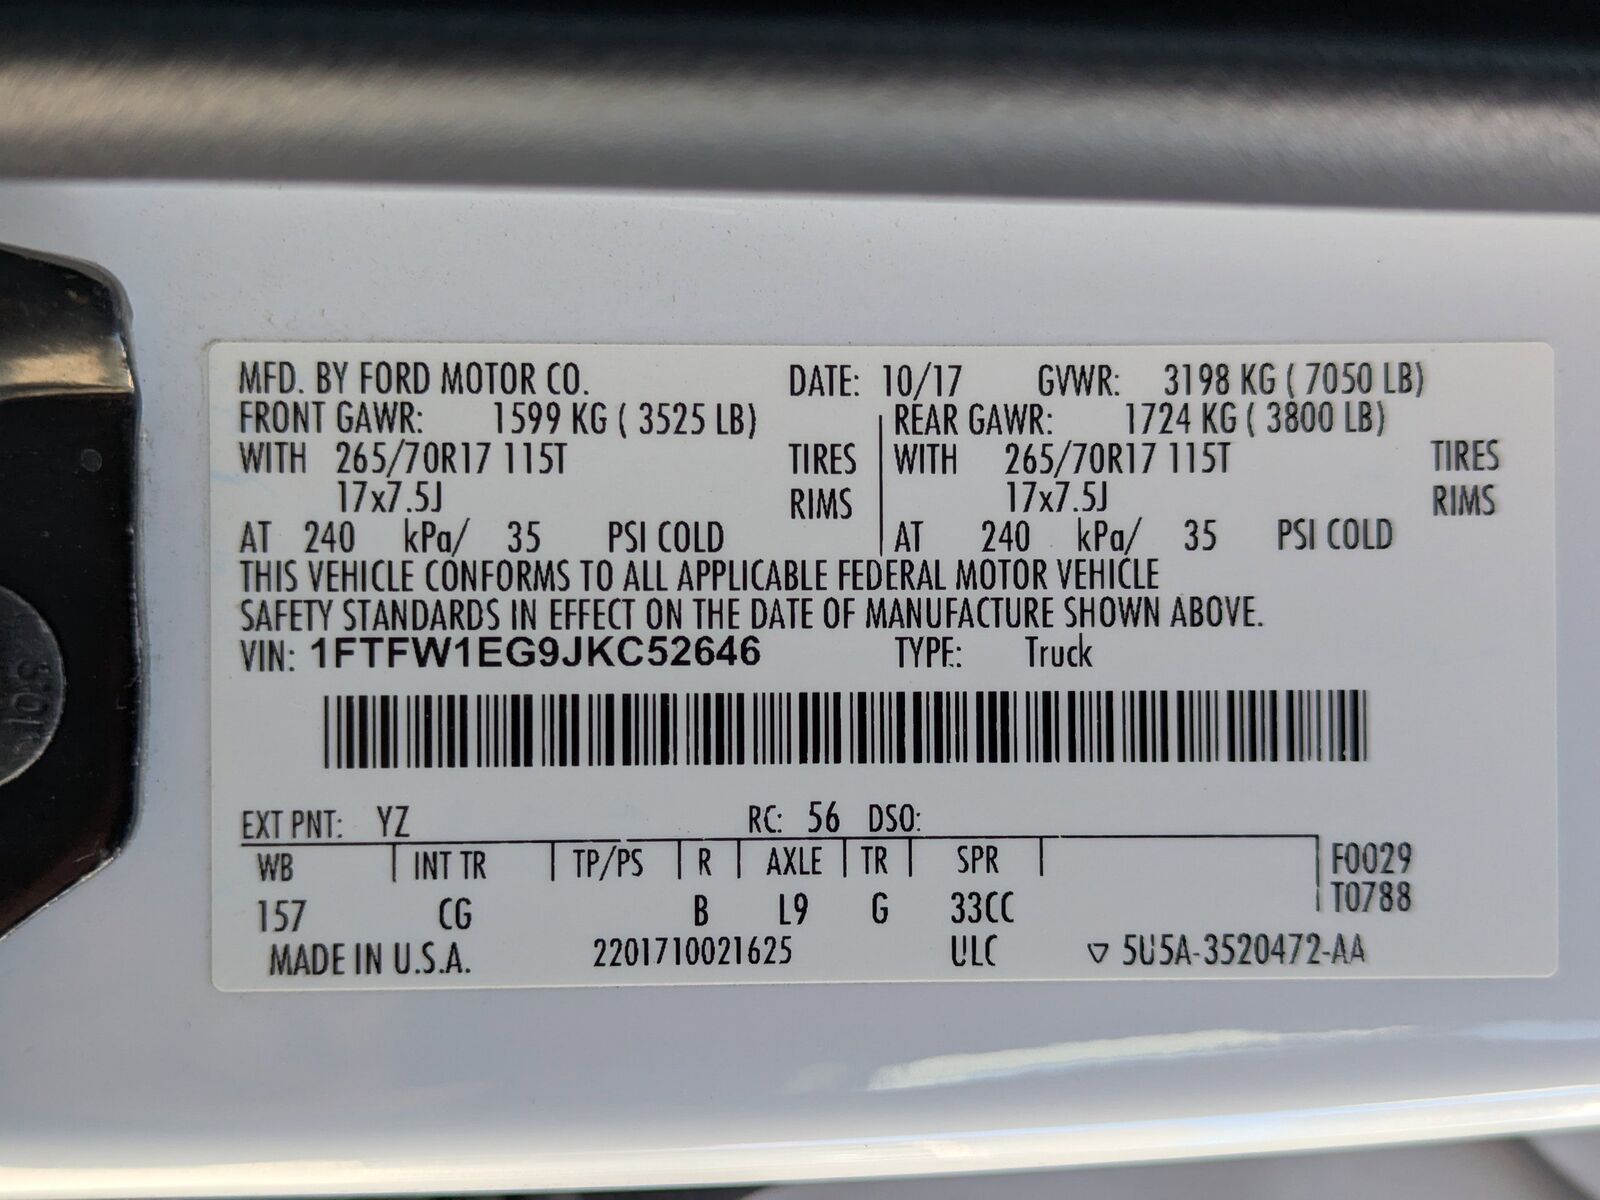 MFD. BY FORD MOTOR CO. DATE: 10/17 GVWR: 3198 KG ( 7050 LB)
FRONT GAWR: 1599 KG ( 3525 LB) REAR GAWR: 1724 KG ( 3800 LB)
WITH 265/70R17 115T TIRES WITH 265/70R17 115T TIRES
17x7.5J RIMS 17x7.5J RIMS
AT 240 kPa/ 35 PSI COLD AT 240 kPa/ 35 PSI COLD
THIS VEHICLE CONFORMS TO ALL APPLICABLE FEDERAL MOTOR VEHICLE
SAFETY STANDARDS IN EFFECT ON THE DATE OF MANUFACTURE SHOWN ABOVE.
VIN: 1FTFW1EG9JKC52646 TYPE: Truck
EXT PNT: YZ RC: 56 DSO:
WB INT TR TP/PS R AXLE TR SPR F0029
T0788
157 CG B L9 G 33CC
MADE IN U.S.A. 2201710021625 ULC ▽ 5U5A-3520472-AA